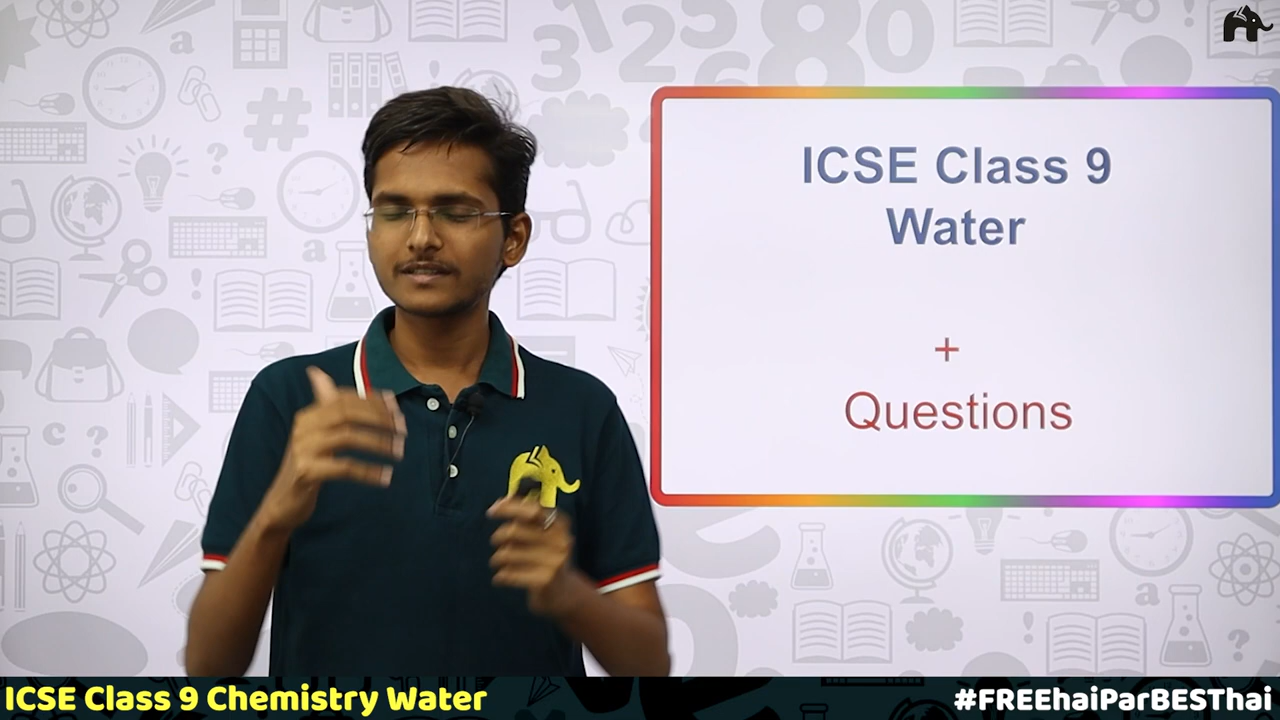 ICSE Class 9
Water
+
Questions
ICSE Class 9 Chemistry Water
#FREEhaiParBESThai